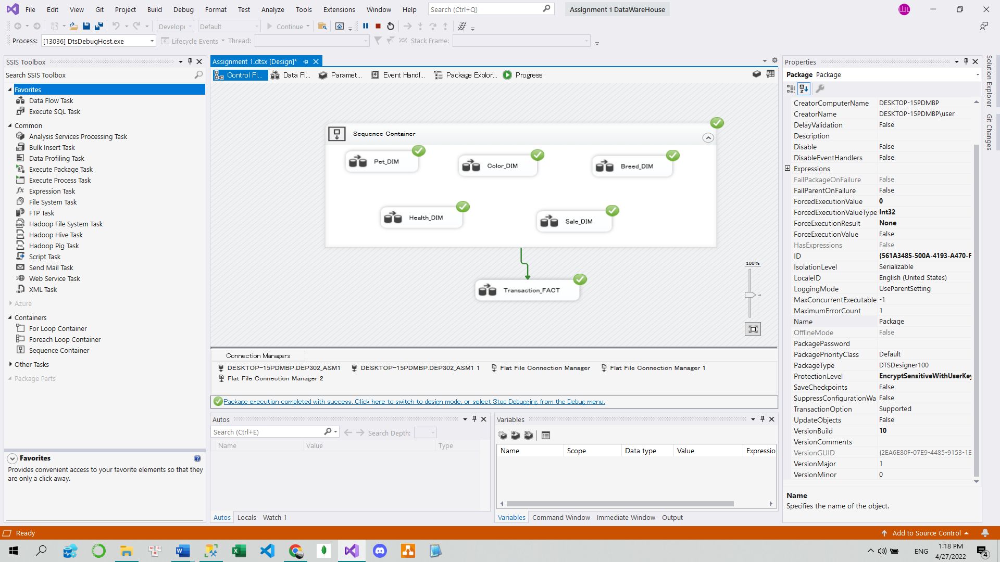 File Edit View Git Project Build Debug Format Test Analyze Tools Extensions Window Help Search (Ctrl+Q) Assignment 1 DataWareHouse
Default Continue
Process: [13036] DtsDebugHost.exe Lifecycle Events Thread: Stack Frame:
SSIS Toolbox
Search SSIS Toolbox
Favorites
Data Flow Task
Execute SQL Task
Common
Analysis Services Processing Task
Bulk Insert Task
Data Profiling Task
Execute Package Task
Execute Process Task
Expression Task
File System Task
FTP Task
Hadoop File System Task
Hadoop Hive Task
Hadoop Pig Task
Script Task
Send Mail Task
Web Service Task
XML Task
Azure
Containers
For Loop Container
Foreach Loop Container
Sequence Container
Other Tasks
Package Parts
Favorites
Provides convenient access to your favorite elements so that they
are only a click away.
Assignment 1.dtsx [Design]*
Control Fl... Data Fl... Paramet... Event Handl... Package Explor... Progress
Sequence Container
Pet_DIM
Color_DIM
Breed_DIM
Health_DIM
Sale_DIM
Transaction_FACT
100%
Connection Managers
DESKTOP-15PDMBP.DEP302_ASM1 DESKTOP-15PDMBP.DEP302_ASM1 1 Flat File Connection Manager Flat File Connection Manager 1
Flat File Connection Manager 2
Package execution completed with success. Click here to switch to design mode, or select Stop Debugging from the Debug menu.
Autos
Search (Ctrl+E) Search Depth:
Name Value Type
Autos Locals Watch 1
Variables
Name Scope Data type Value Expressio
Variables Command Window Immediate Window Output
Properties
Package Package
CreatorComputerName DESKTOP-15PDMBP
CreatorName DESKTOP-15PDMBP\user
DelayValidation False
Description
Disable False
DisableEventHandlers False
Expressions
FailPackageOnFailure False
FailParentOnFailure False
ForcedExecutionValue 0
ForcedExecutionValueType Int32
ForceExecutionResult None
ForceExecutionValue False
HasExpressions False
ID {561A3485-500A-4193-A470-F
IsolationLevel Serializable
LocaleID English (United States)
LoggingMode UseParentSetting
MaxConcurrentExecutable -1
MaximumErrorCount 1
Name Package
OfflineMode False
PackagePassword
PackagePriorityClass Default
PackageType DTSDesigner100
ProtectionLevel EncryptSensitiveWithUserKey
SaveCheckpoints False
SuppressConfigurationWa False
TransactionOption Supported
UpdateObjects False
VersionBuild 10
VersionComments
VersionGUID {2EA6E80F-07E9-4485-9153-1E
VersionMajor 1
VersionMinor 0
Name
Specifies the name of the object.
Solution Explorer
Git Changes
Ready
Add to Source Control
ENG
1:18 PM
4/27/2022
4